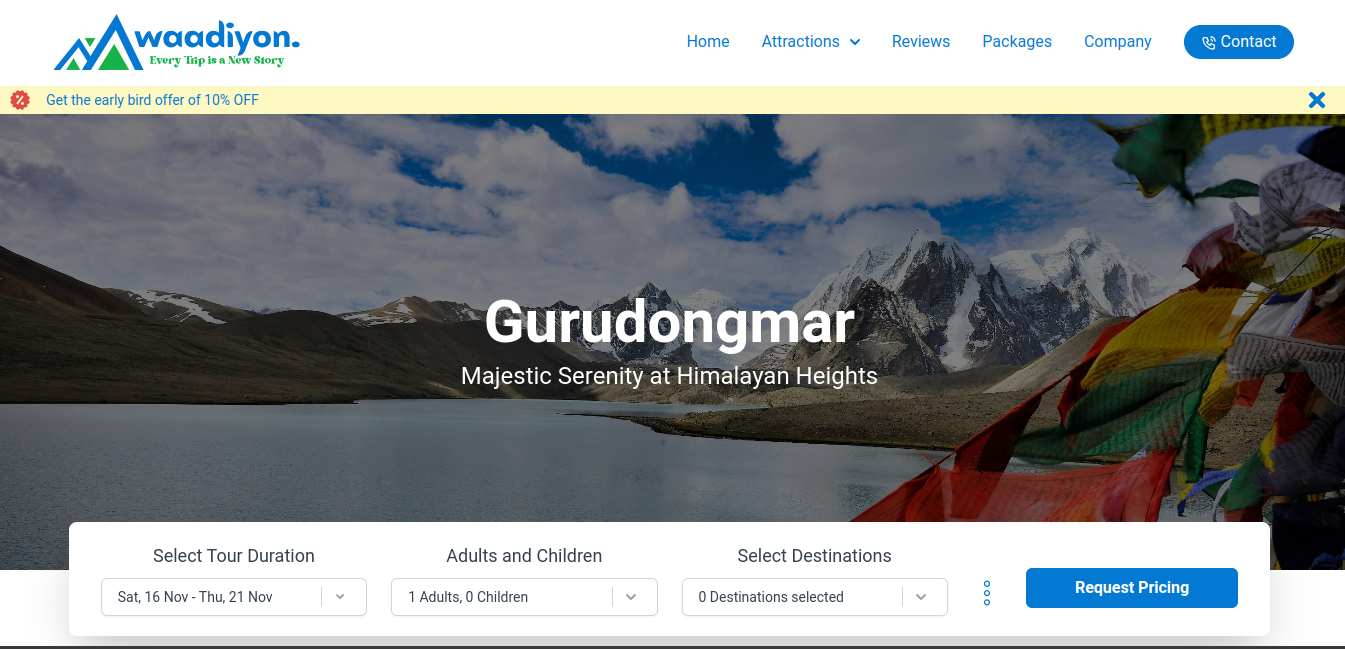 waadiyon.
Every Trip is a New Story
Home
Attractions
Reviews
Packages
Company
Contact
Get the early bird offer of 10% OFF
Gurudongmar
Majestic Serenity at Himalayan Heights
Select Tour Duration
Adults and Children
Select Destinations
Sat, 16 Nov - Thu, 21 Nov
1 Adults, 0 Children
0 Destinations selected
Request Pricing